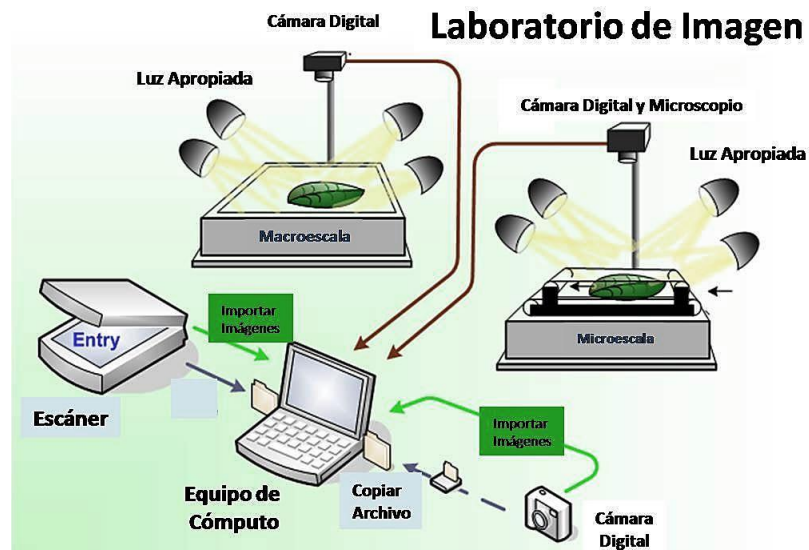 Laboratorio de Imagen
Cámara Digital
Luz Apropiada
Cámara Digital y Microscopio
Luz Apropiada
Macroescala
Microescala
Entry
Importar
Imágenes
Escáner
Importar
Imágenes
Equipo de
Cómputo
Copiar
Archivo
Cámara
Digital